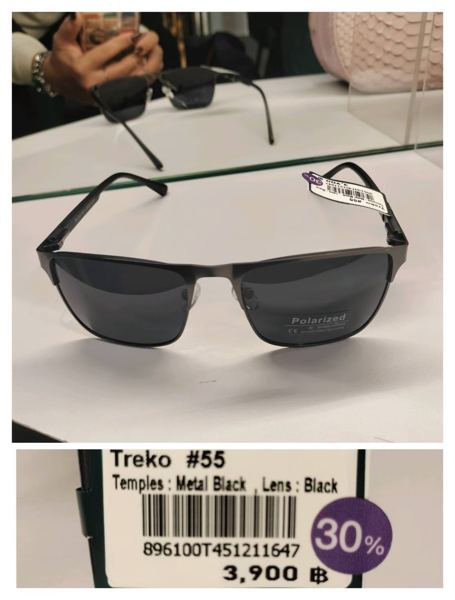 Polarized
Treko #55
Temples : Metal Black , Lens : Black
896100T451211647
30%
3,900 ฿